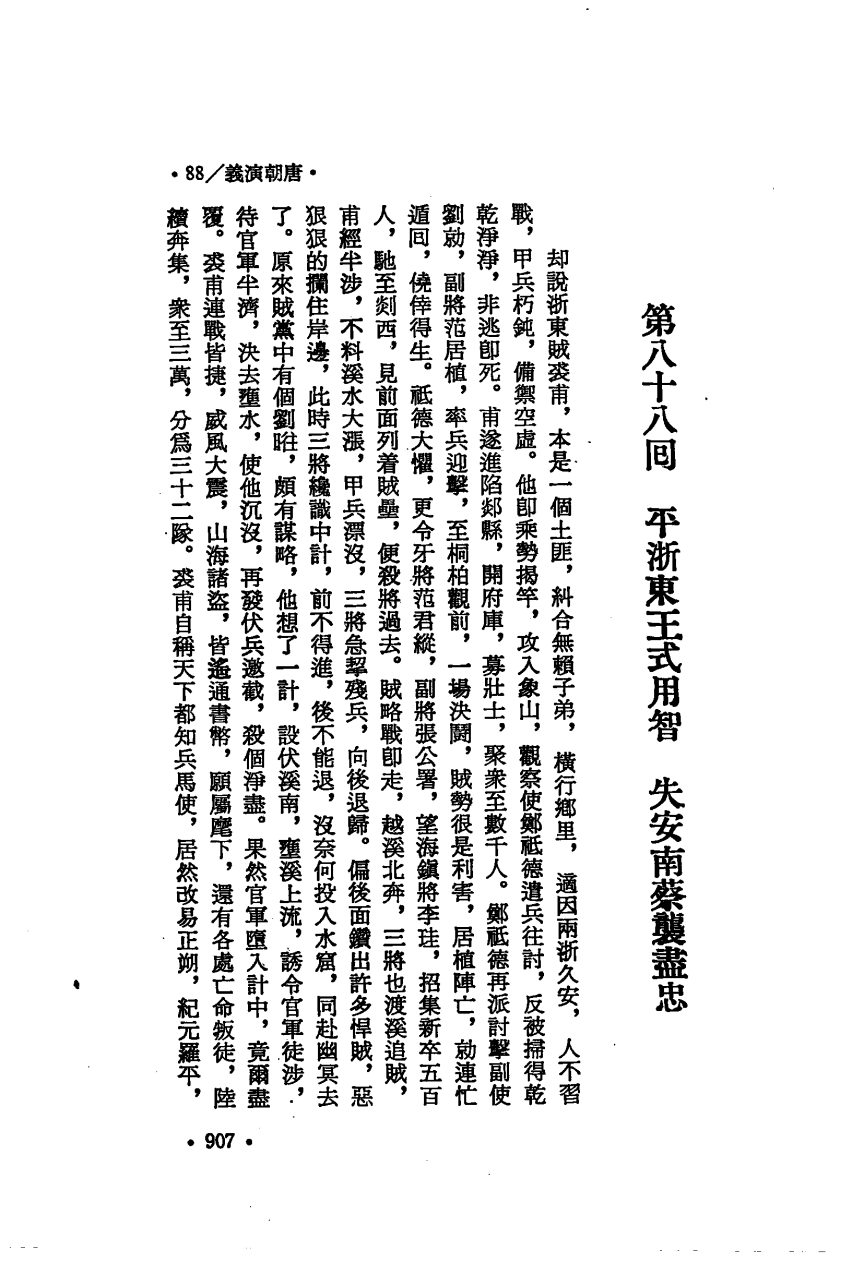 ·唐朝演義／88·
第八十八回　平浙東王式用智　失安南蔡襲盡忠
却說浙東賊裘甫，本是一個土匪，糾合無賴子弟，橫行鄉里，適因兩浙久安，人不習
戰，甲兵朽鈍，備禦空虛。他卽乘勢揭竿，攻入象山，觀察使鄭祗德遣兵往討，反被掃得乾
乾淨淨，非逃卽死。甫遂進陷郯縣，開府庫，募壯士，聚衆至數千人。鄭祗德再派討擊副使
劉勍，副將范居植，率兵迎擊，至桐柏觀前，一場決鬪，賊勢很是利害，居植陣亡，勍連忙
遁回，僥倖得生。祗德大懼，更令牙將范君縱，副將張公署，望海鎭將李珪，招集新卒五百
人，馳至剡西，見前面列着賊壘，便殺將過去。賊略戰卽走，越溪北奔，三將也渡溪追賊，
甫經半涉，不料溪水大漲，甲兵漂沒，三將急挈殘兵，向後退歸。偏後面鑽出許多悍賊，惡
狠狠的攔住岸邊，此時三將纔識中計，前不得進，後不能退，沒奈何投入水窟，同赴幽冥去
了。原來賊黨中有個劉暀，頗有謀略，他想了一計，設伏溪南，壅溪上流，誘令官軍徒涉，
待官軍半濟，決去壅水，使他沉沒，再發伏兵邀截，殺個淨盡。果然官軍墮入計中，竟爾盡
覆。裘甫連戰皆捷，威風大震，山海諸盜，皆遙通書幣，願屬麾下，還有各處亡命叛徒，陸
續奔集，衆至三萬，分爲三十二隊。裘甫自稱天下都知兵馬使，居然改易正朔，紀元羅平，
·907·